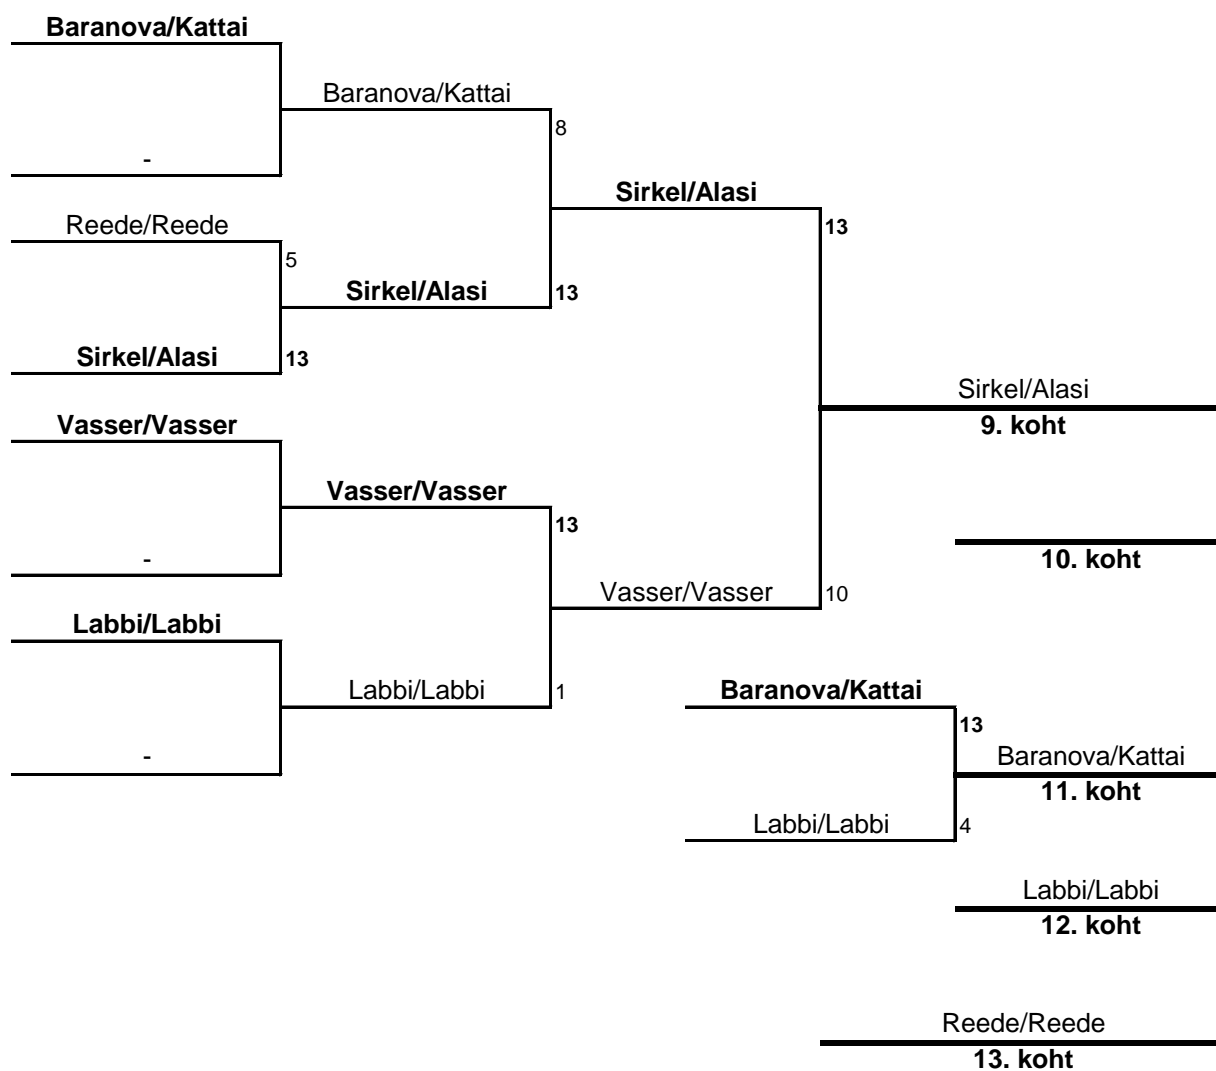 Baranova/Kattai
Baranova/Kattai
8
-
Sirkel/Alasi
Reede/Reede
13
5
Sirkel/Alasi
13
Sirkel/Alasi
13
Sirkel/Alasi
9. koht
Vasser/Vasser
Vasser/Vasser
13
-
10. koht
Vasser/Vasser
10
Labbi/Labbi
Labbi/Labbi
1
Baranova/Kattai
13
-
Baranova/Kattai
11. koht
Labbi/Labbi
4
Labbi/Labbi
12. koht
Reede/Reede
13. koht